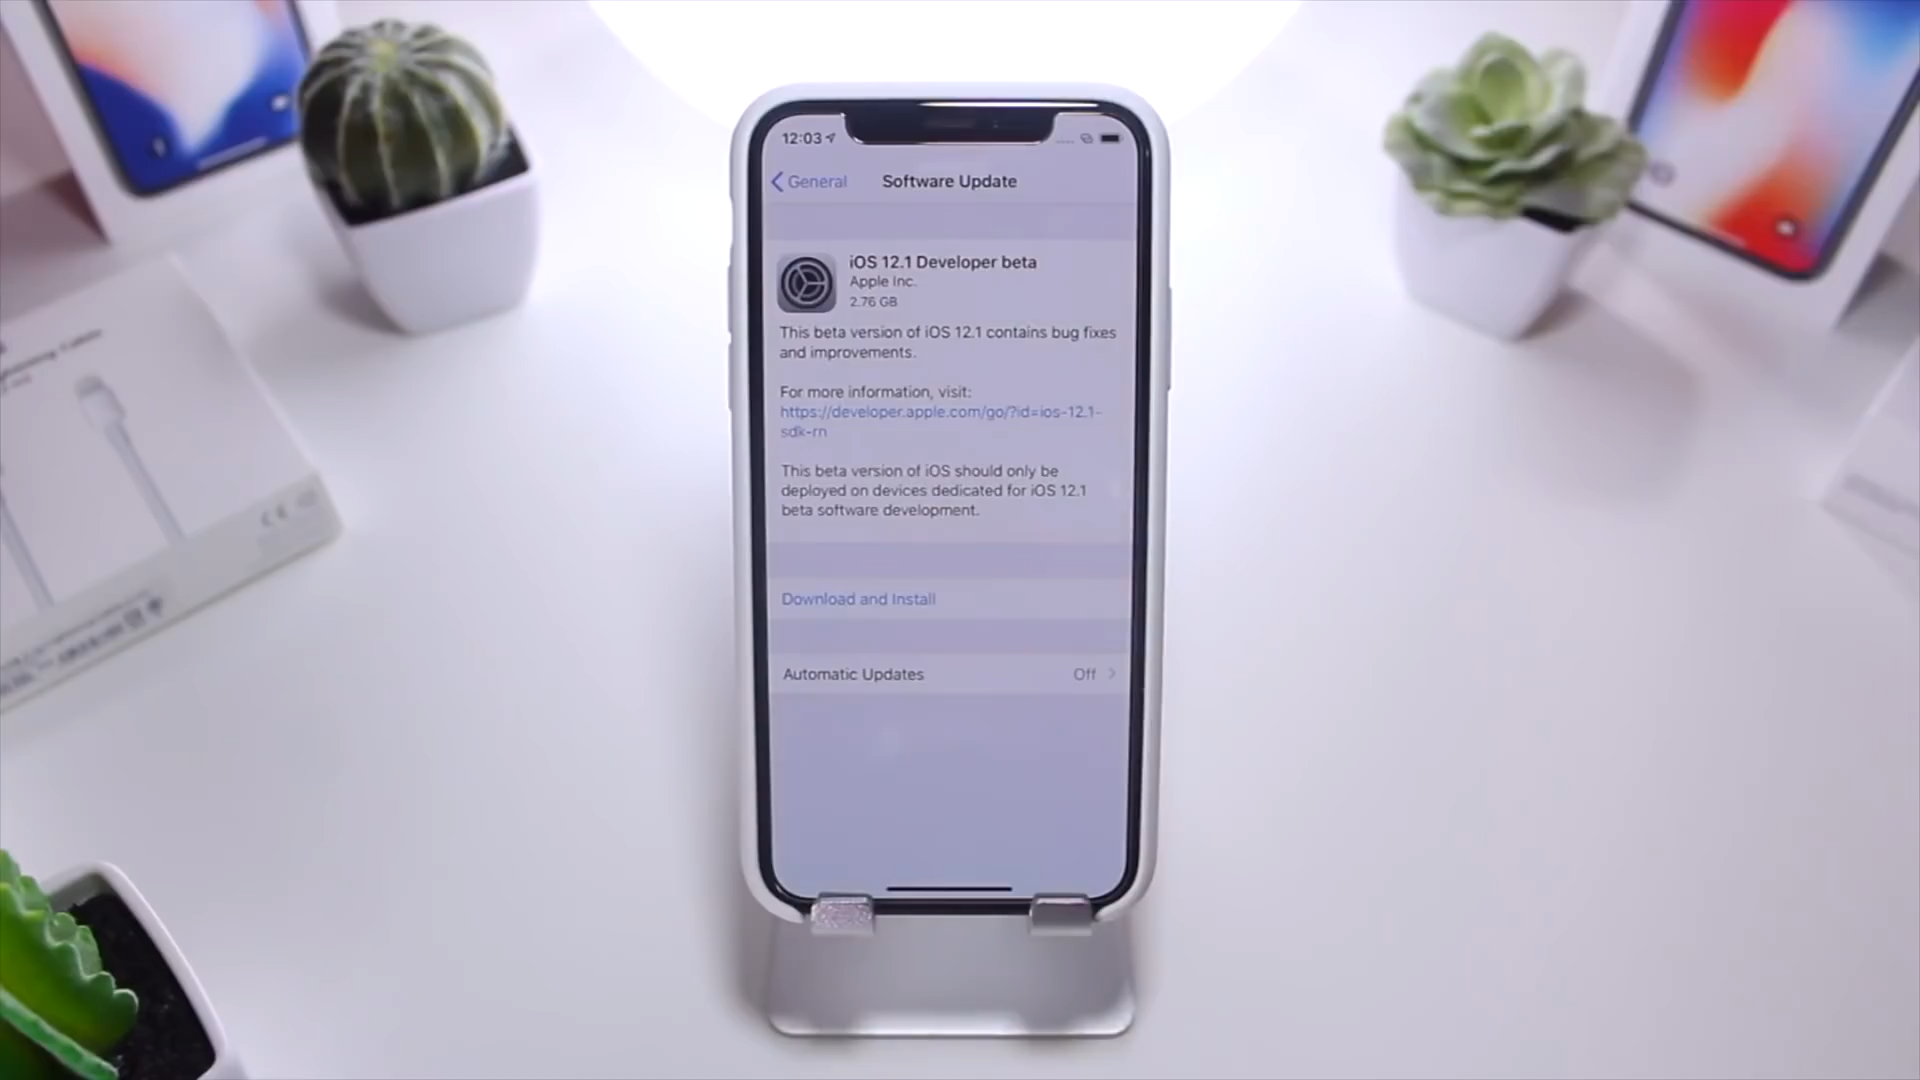 12:03
General
Software Update
iOS 12.1 Developer beta
Apple Inc.
2.76 GB
This beta version of iOS 12.1 contains bug fixes
and improvements.
For more information, visit:
https://developer.apple.com/go/?id=ios-12.1-
sdk-rn
This beta version of iOS should only be
deployed on devices dedicated for iOS 12.1
beta software development.
Download and Install
Automatic Updates
Off